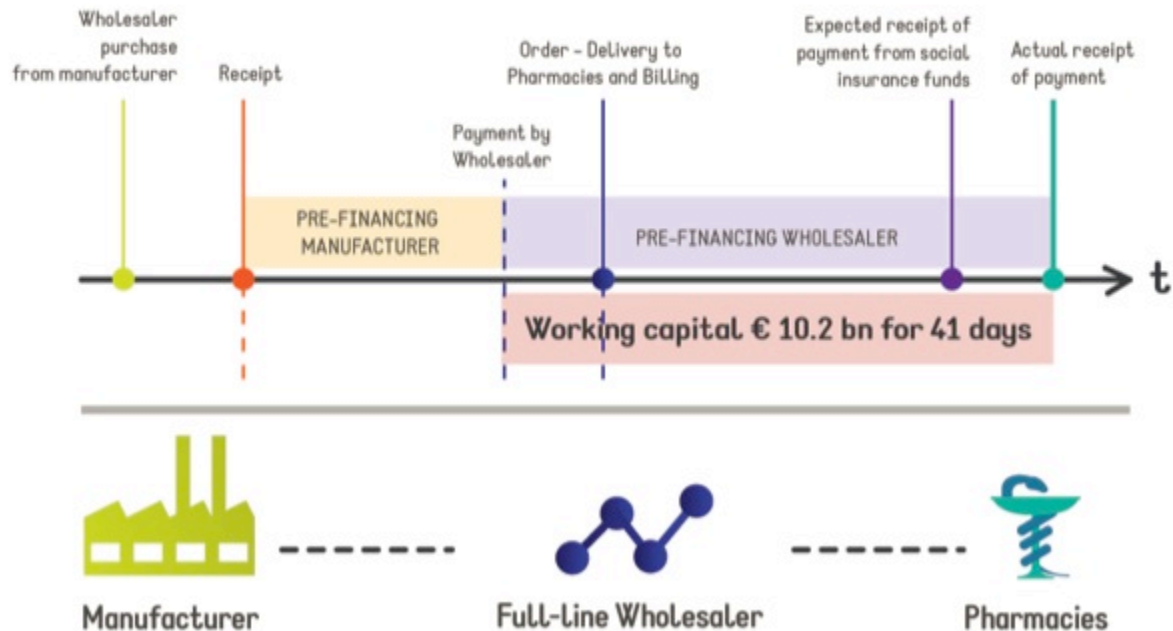 Wholesaler
purchase
from manufacturer
Receipt
Payment by
Wholesaler
Order - Delivery to
Pharmacies and Billing
Expected receipt of
payment from social
insurance funds
Actual receipt
of payment
PRE-FINANCING
MANUFACTURER
PRE-FINANCING WHOLESALER
t
Working capital € 10.2 bn for 41 days
Manufacturer
Full-line Wholesaler
Pharmacies